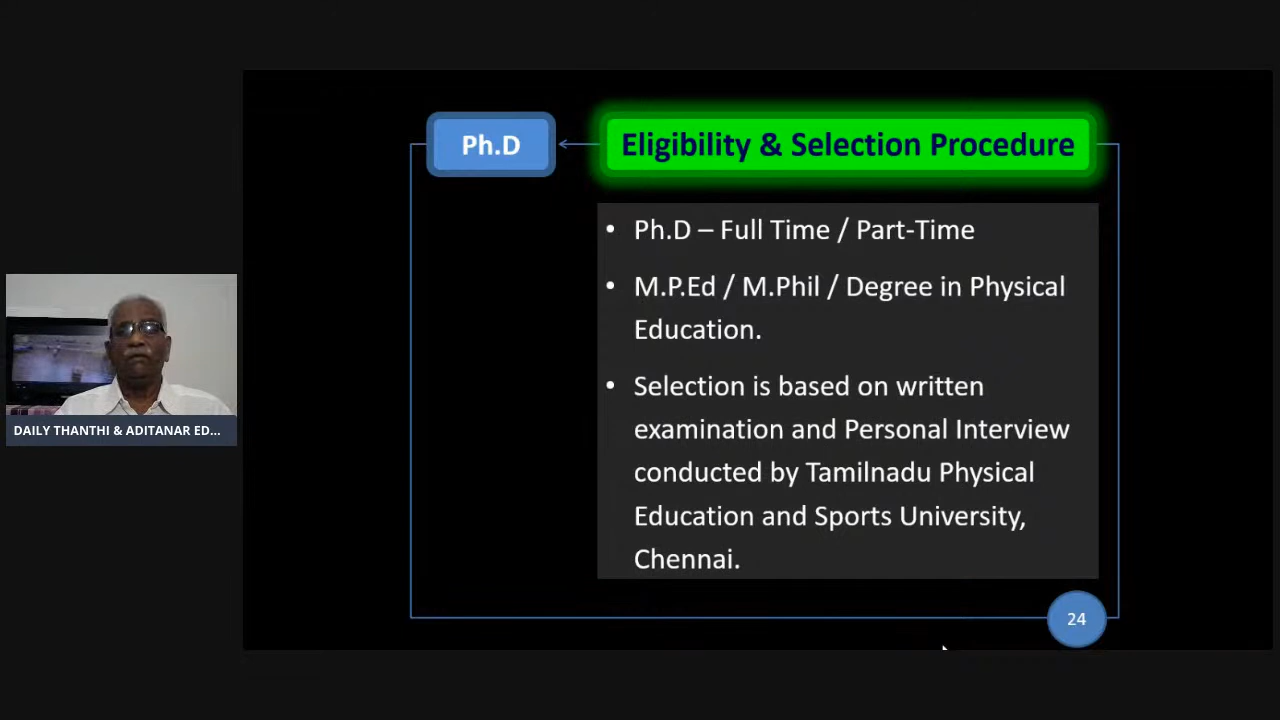 Ph.D
Eligibility & Selection Procedure
• Ph.D – Full Time / Part-Time
• M.P.Ed / M.Phil / Degree in Physical
Education.
• Selection is based on written
examination and Personal Interview
conducted by Tamilnadu Physical
Education and Sports University,
Chennai.
DAILY THANTHI & ADITANAR ED...
24